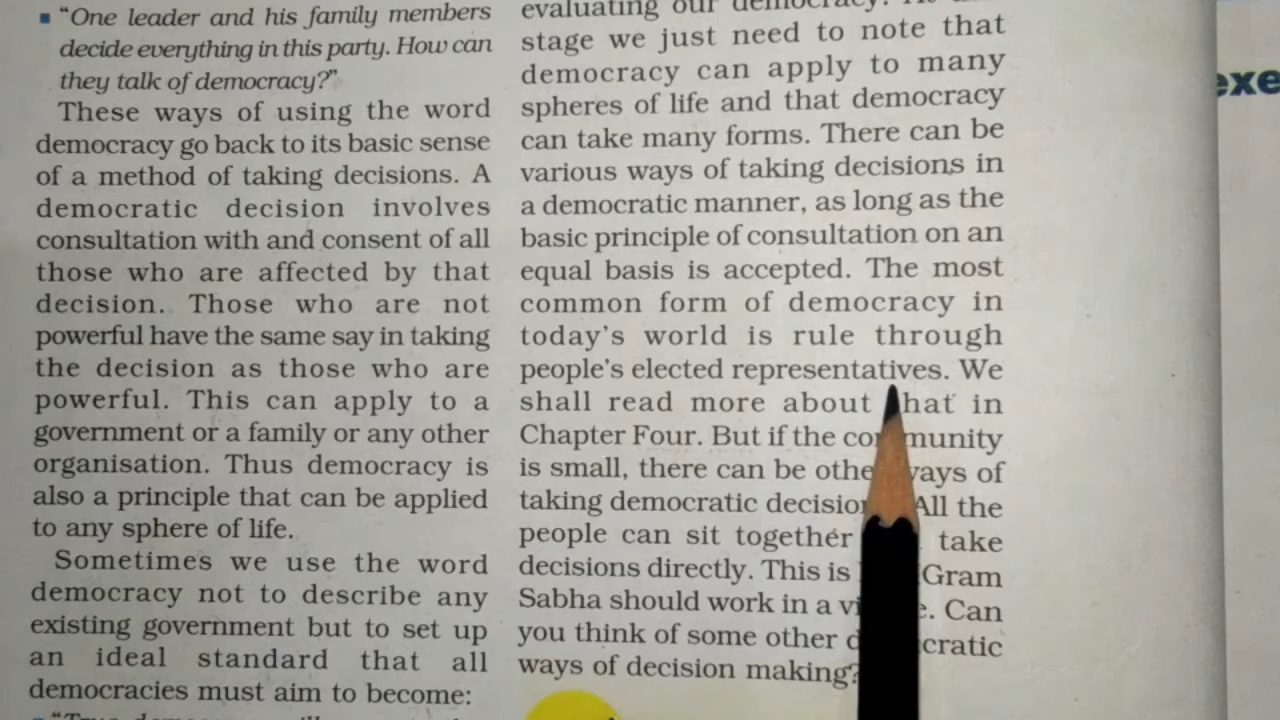 ▪ “One leader and his family members
decide everything in this party. How can
they talk of democracy?”
These ways of using the word
democracy go back to its basic sense
of a method of taking decisions. A
democratic decision involves
consultation with and consent of all
those who are affected by that
decision. Those who are not
powerful have the same say in taking
the decision as those who are
powerful. This can apply to a
government or a family or any other
organisation. Thus democracy is
also a principle that can be applied
to any sphere of life.
Sometimes we use the word
democracy not to describe any
existing government but to set up
an ideal standard that all
democracies must aim to become:
evaluating our democracy.
stage we just need to note that
democracy can apply to many
spheres of life and that democracy
can take many forms. There can be
various ways of taking decisions in
a democratic manner, as long as the
basic principle of consultation on an
equal basis is accepted. The most
common form of democracy in
today’s world is rule through
people’s elected representatives. We
shall read more about in
Chapter Four. But if the
is small, there can be of
taking democratic All the
people can sit together take
decisions directly. This is Gram
Sabha should work in a Can
you think of some other
ways of decision making?
exe